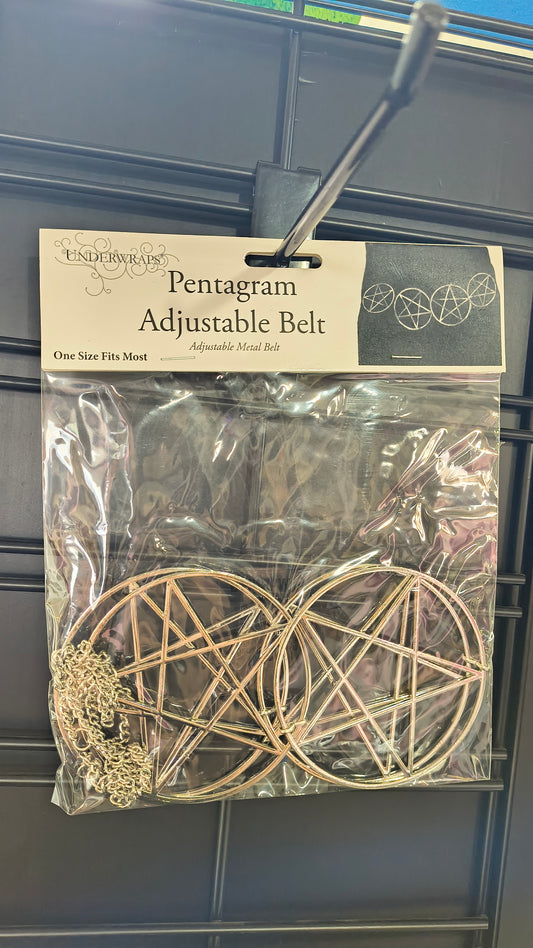 UNDERWRAPS®
Pentagram
Adjustable Belt
Adjustable Metal Belt
One Size Fits Most